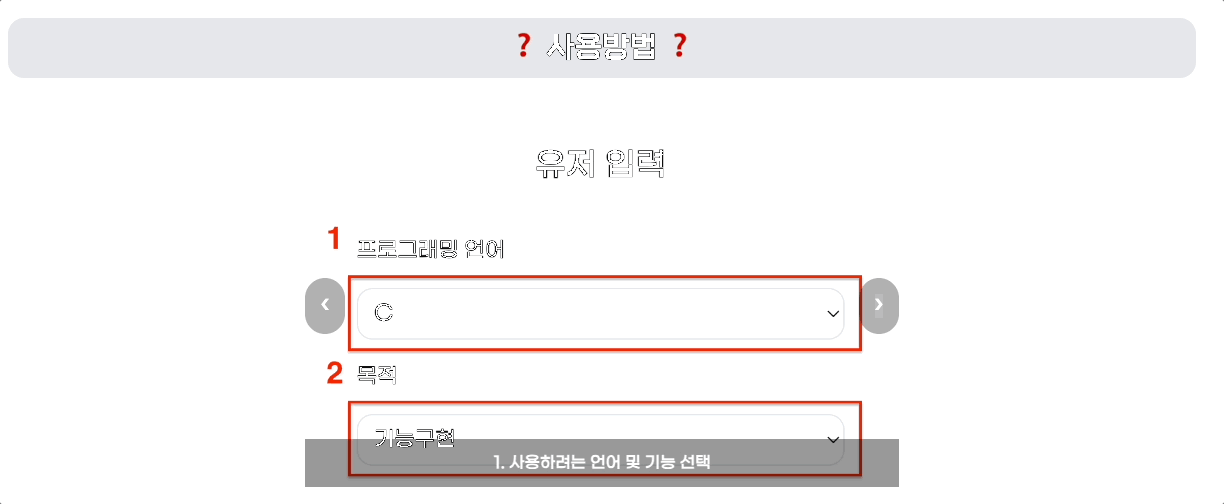 ? 사용방법 ?
유저 입력
1 프로그래밍 언어
C
2 목적
기능구현
1. 사용하려는 언어 및 기능 선택